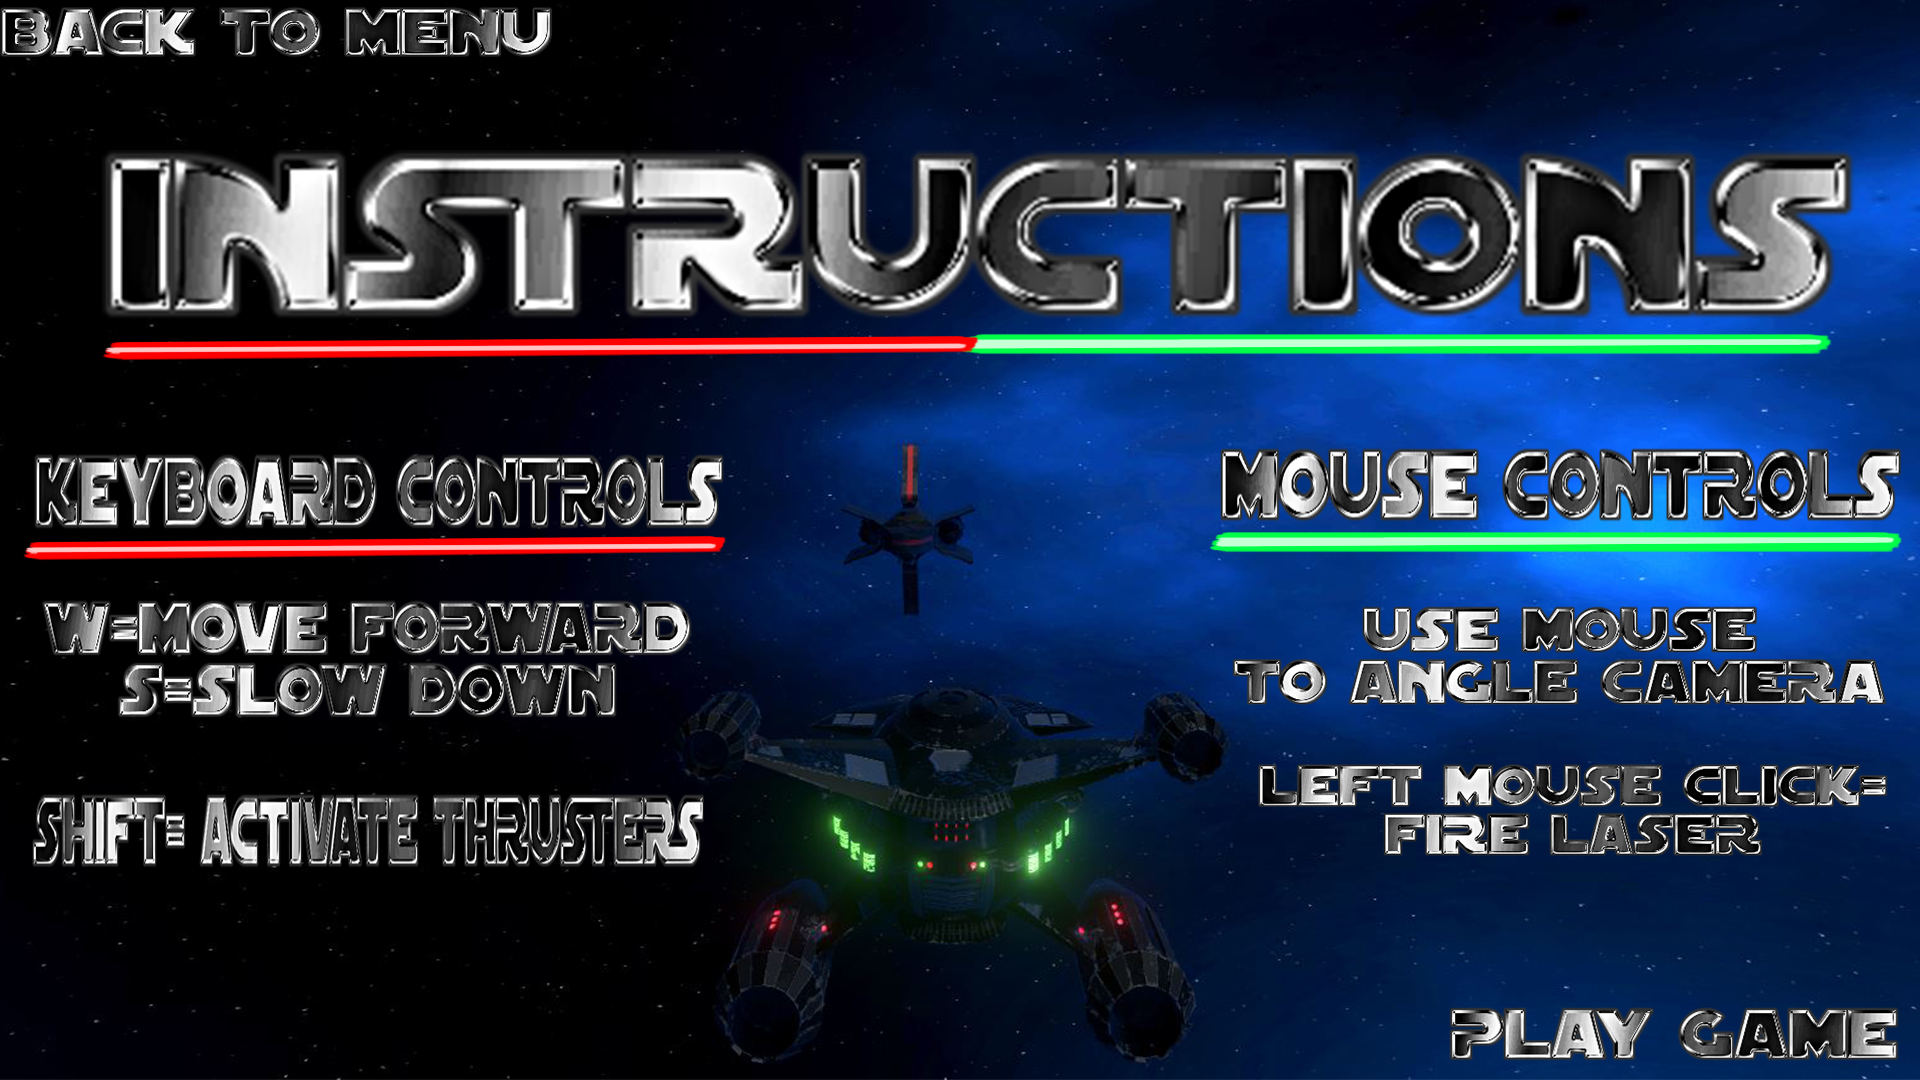 BACK TO MENU
INSTRUCTIONS
KEYBOARD CONTROLS
W=MOVE FORWARD
S=SLOW DOWN
SHIFT= ACTIVATE THRUSTERS
MOUSE CONTROLS
USE MOUSE
TO ANGLE CAMERA
LEFT MOUSE CLICK=
FIRE LASER
PLAY GAME